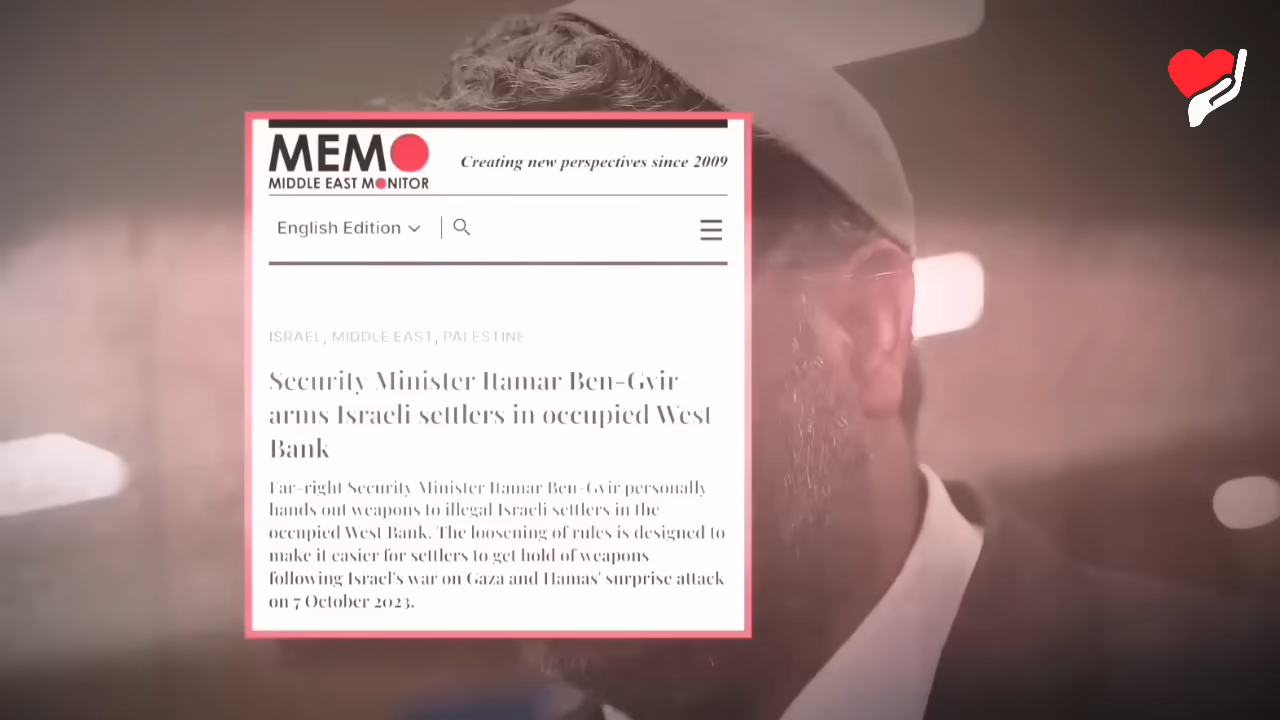 MEMO
MIDDLE EAST MONITOR
Creating new perspectives since 2009
English Edition
ISRAEL, MIDDLE EAST, PALESTINE
Security Minister Itamar Ben-Gvir
arms Israeli settlers in occupied West
Bank
Far-right Security Minister Itamar Ben-Gvir personally
hands out weapons to illegal Israeli settlers in the
occupied West Bank. The loosening of rules is designed to
make it easier for settlers to get hold of weapons
following Israel's war on Gaza and Hamas' surprise attack
on 7 October 2023.